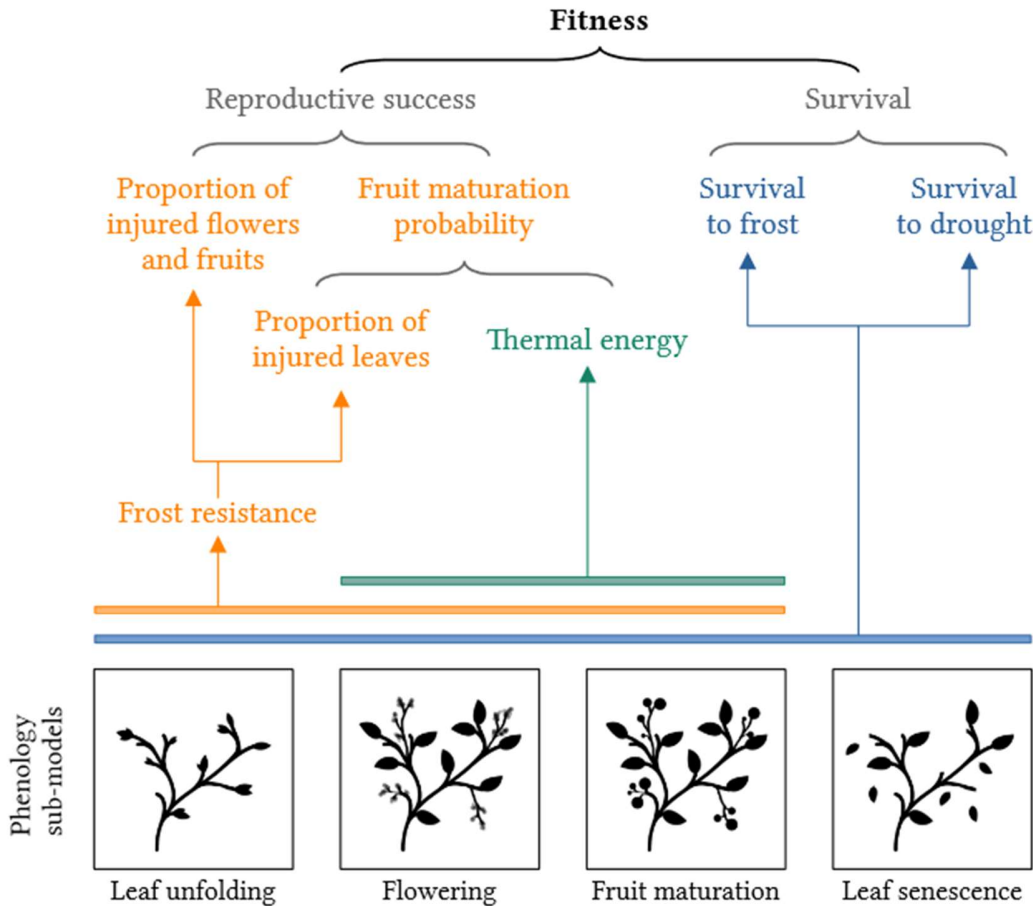 Fitness
Reproductive success
Survival
Proportion of
injured flowers
and fruits
Fruit maturation
probability
Survival
to frost
Survival
to drought
Proportion of
injured leaves
Thermal energy
Frost resistance
Phenology
sub-models
Leaf unfolding
Flowering
Fruit maturation
Leaf senescence